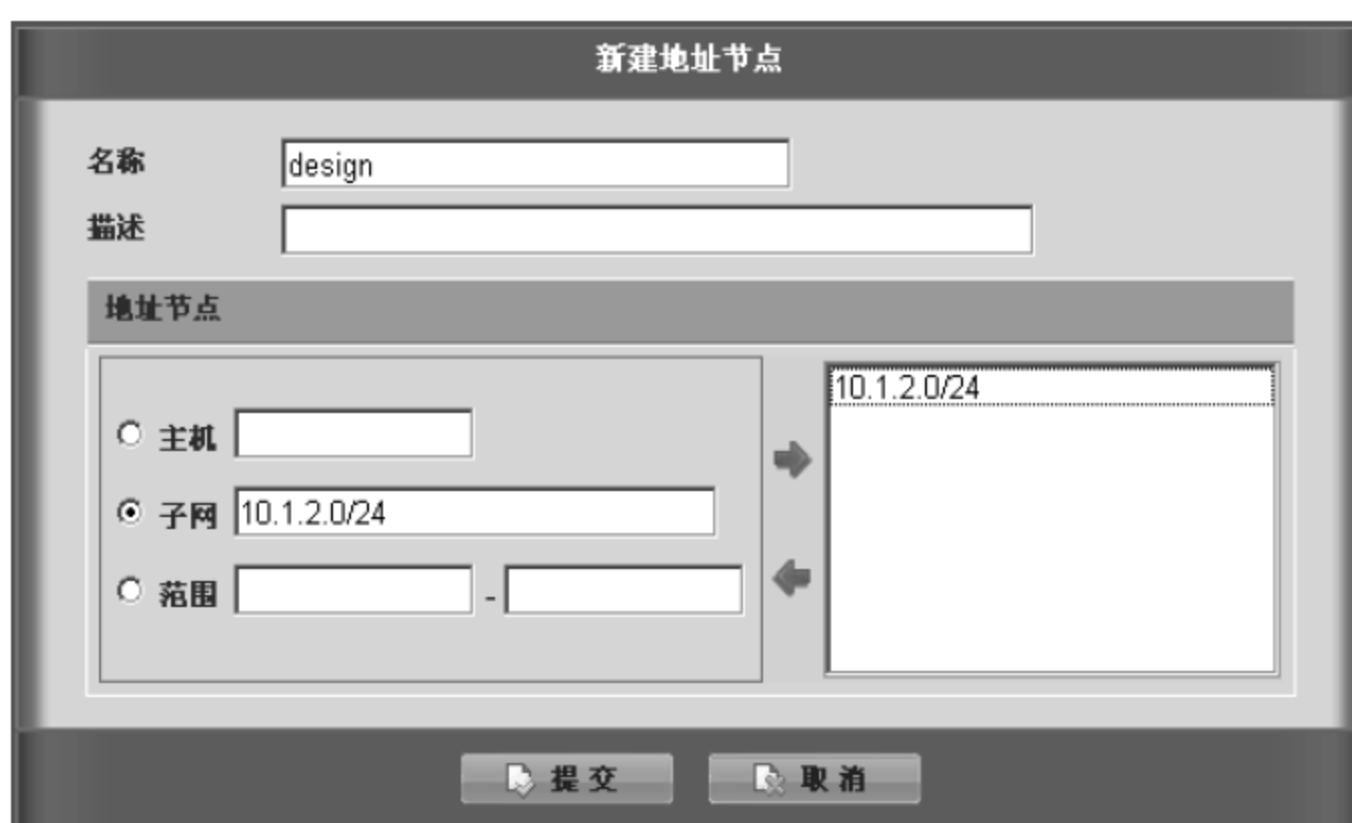 新建地址节点
名称 design
描述
地址节点
10.1.2.0/24
主机
子网 10.1.2.0/24
范围 -
提交 取消